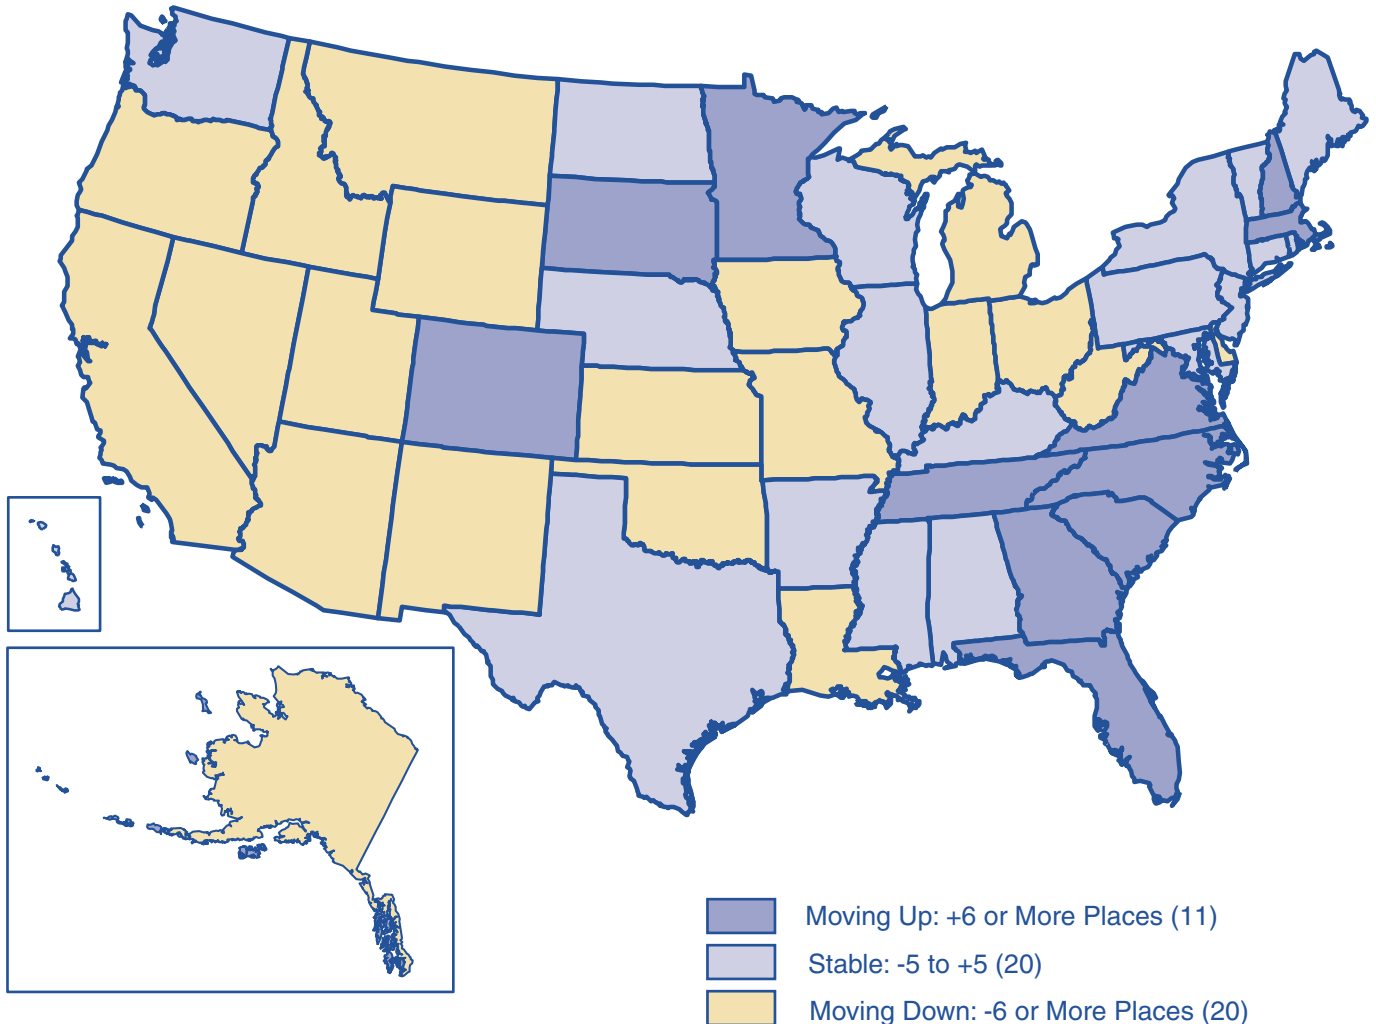 Moving Up: +6 or More Places (11)
Stable: -5 to +5 (20)
Moving Down: -6 or More Places (20)